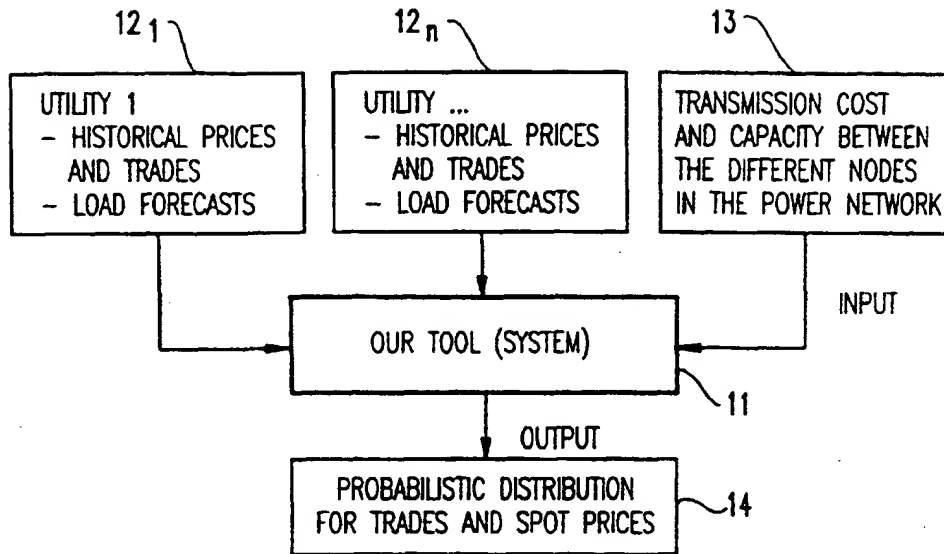 12 1
12 n
13
UTILITY 1
- HISTORICAL PRICES
AND TRADES
- LOAD FORECASTS
UTILITY ...
- HISTORICAL PRICES
AND TRADES
- LOAD FORECASTS
TRANSMISSION COST
AND CAPACITY BETWEEN
THE DIFFERENT NODES
IN THE POWER NETWORK
INPUT
OUR TOOL (SYSTEM)
11
OUTPUT
PROBABILISTIC DISTRIBUTION
FOR TRADES AND SPOT PRICES
14